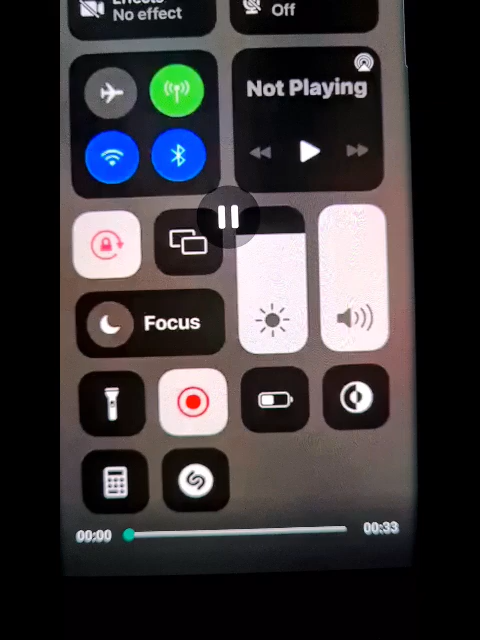 Effects
No effect
Off
Not Playing
Focus
00:00
00:33